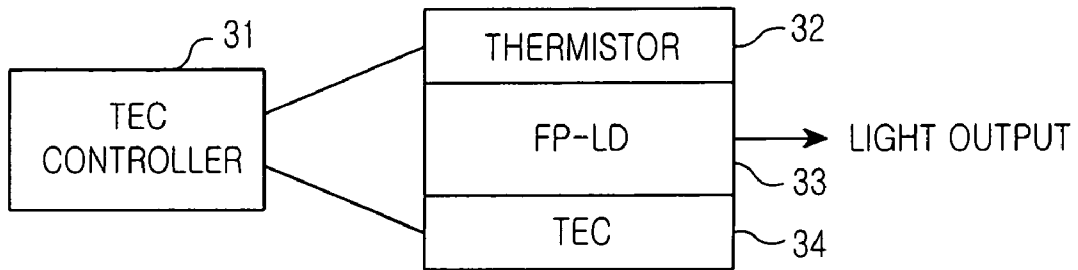 31
TEC
CONTROLLER
THERMISTOR
32
FP-LD
33
LIGHT OUTPUT
TEC
34